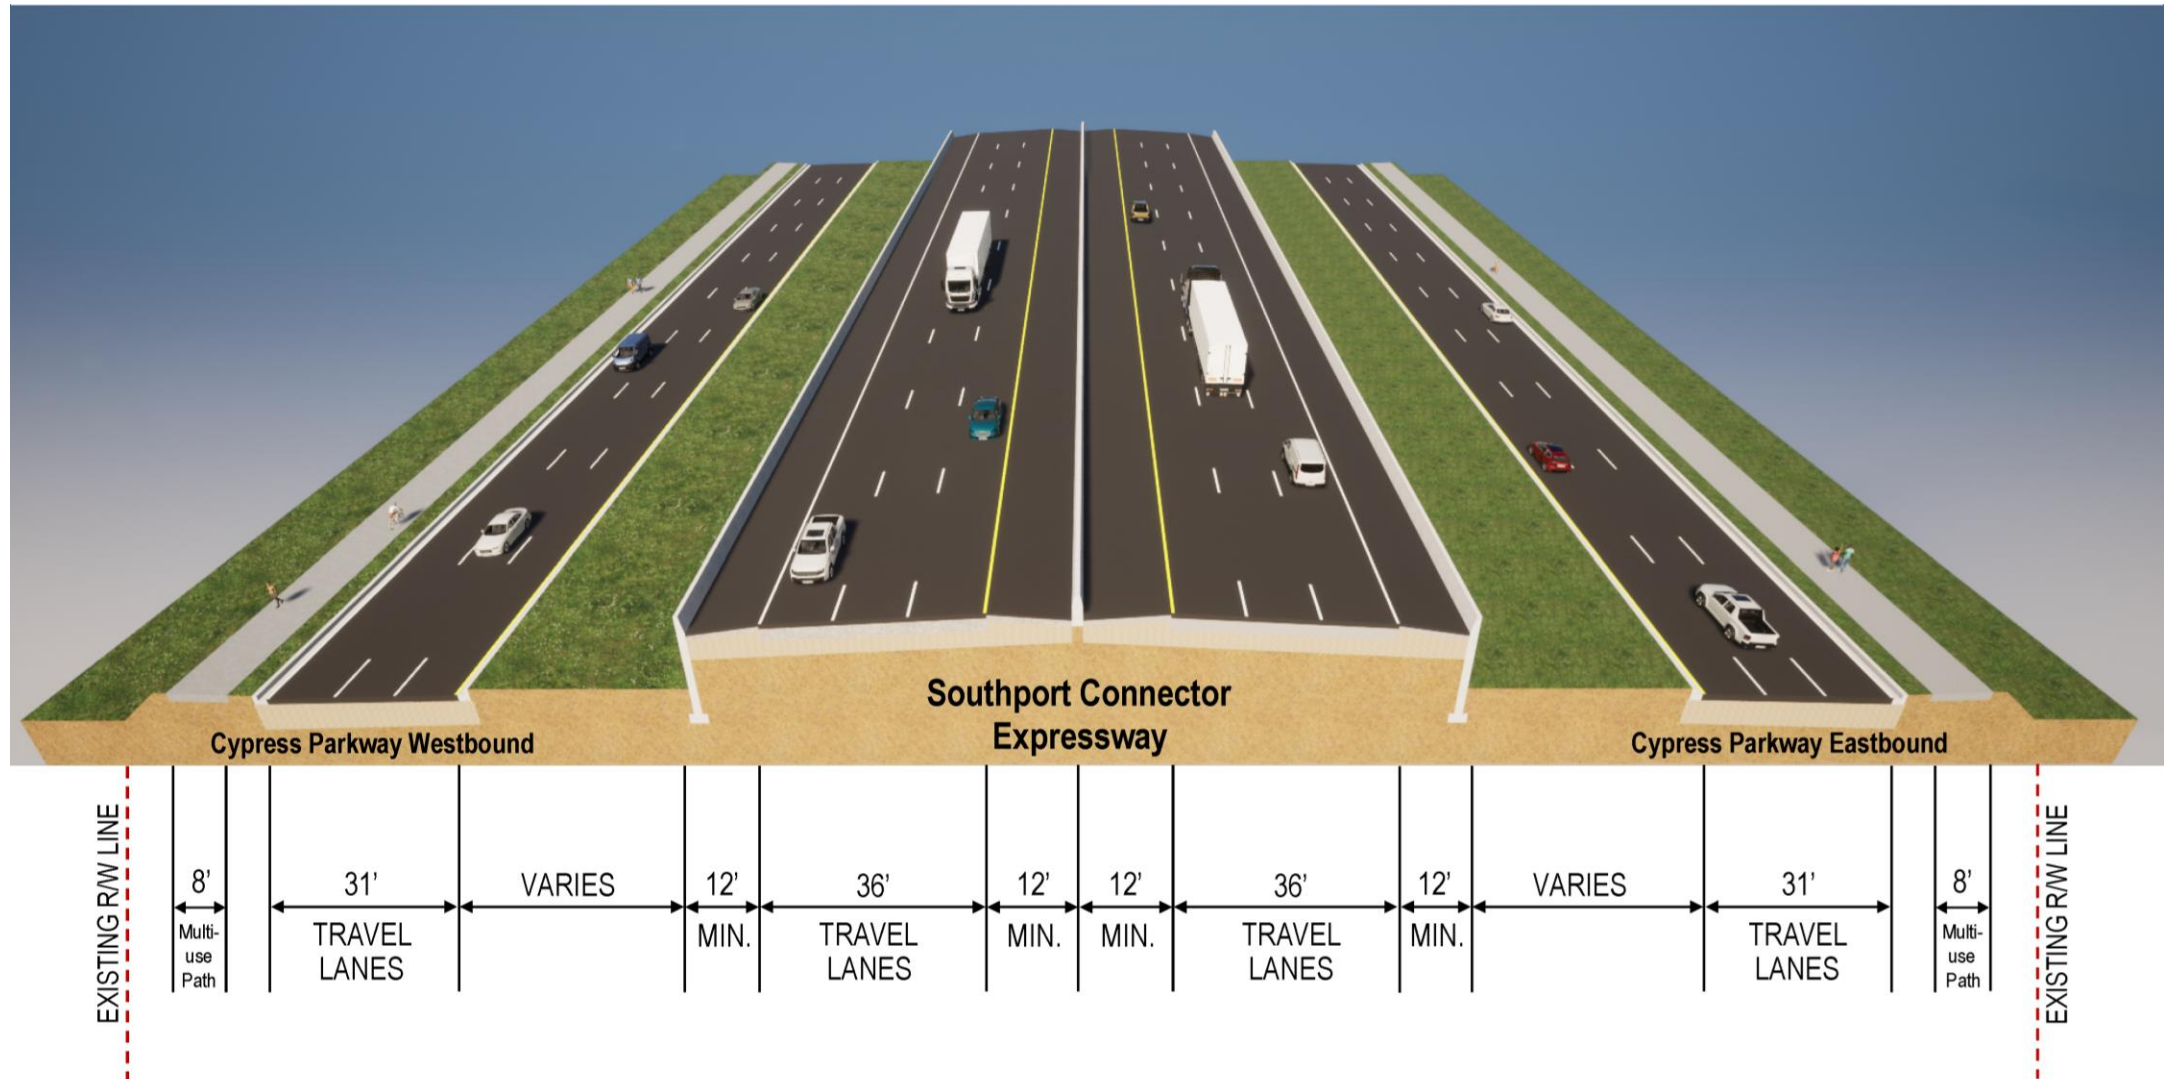 Southport Connector
Expressway
Cypress Parkway Westbound
Cypress Parkway Eastbound
EXISTING R/W LINE
8’
Multi-
use
Path
31’
TRAVEL
LANES
VARIES
12’
MIN.
36’
TRAVEL
LANES
12’
MIN.
12’
MIN.
36’
TRAVEL
LANES
12’
MIN.
VARIES
31’
TRAVEL
LANES
8’
Multi-
use
Path
EXISTING R/W LINE